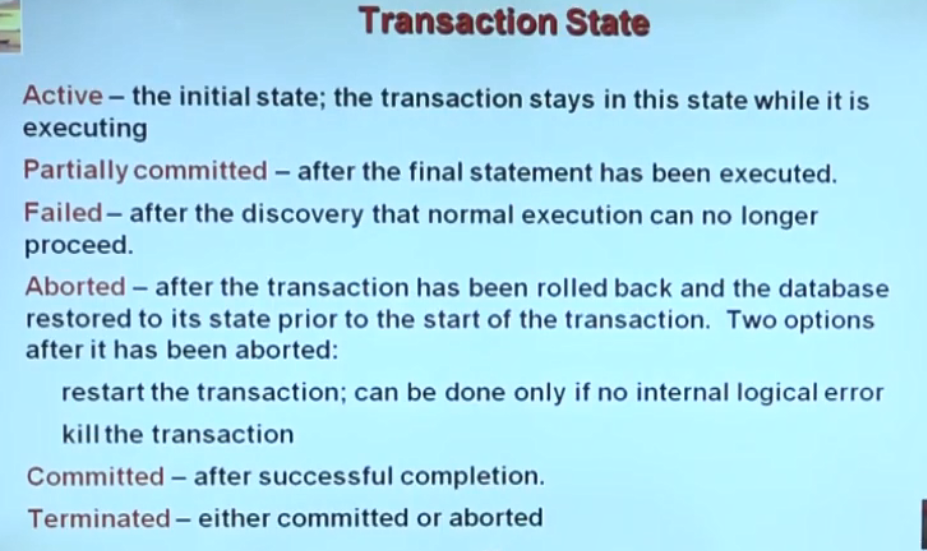 Transaction State
Active – the initial state; the transaction stays in this state while it is
executing
Partially committed – after the final statement has been executed.
Failed – after the discovery that normal execution can no longer
proceed.
Aborted – after the transaction has been rolled back and the database
restored to its state prior to the start of the transaction.  Two options
after it has been aborted:
restart the transaction; can be done only if no internal logical error
kill the transaction
Committed – after successful completion.
Terminated – either committed or aborted